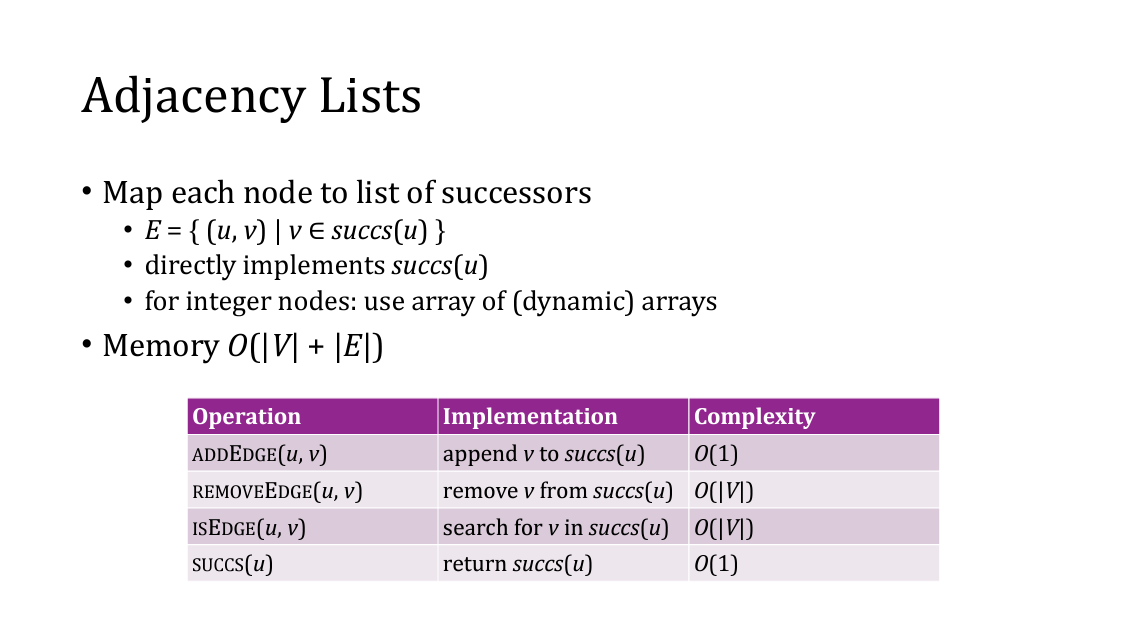 Adjacency Lists
• Map each node to list of successors
• E = { (u, v) | v ∈ succs(u) }
• directly implements succs(u)
• for integer nodes: use array of (dynamic) arrays
• Memory O(|V| + |E|)
Operation Implementation Complexity
ADDEDGE(u, v) append v to succs(u) O(1)
REMOVEEDGE(u, v) remove v from succs(u) O(|V|)
ISEDGE(u, v) search for v in succs(u) O(|V|)
SUCCS(u) return succs(u) O(1)